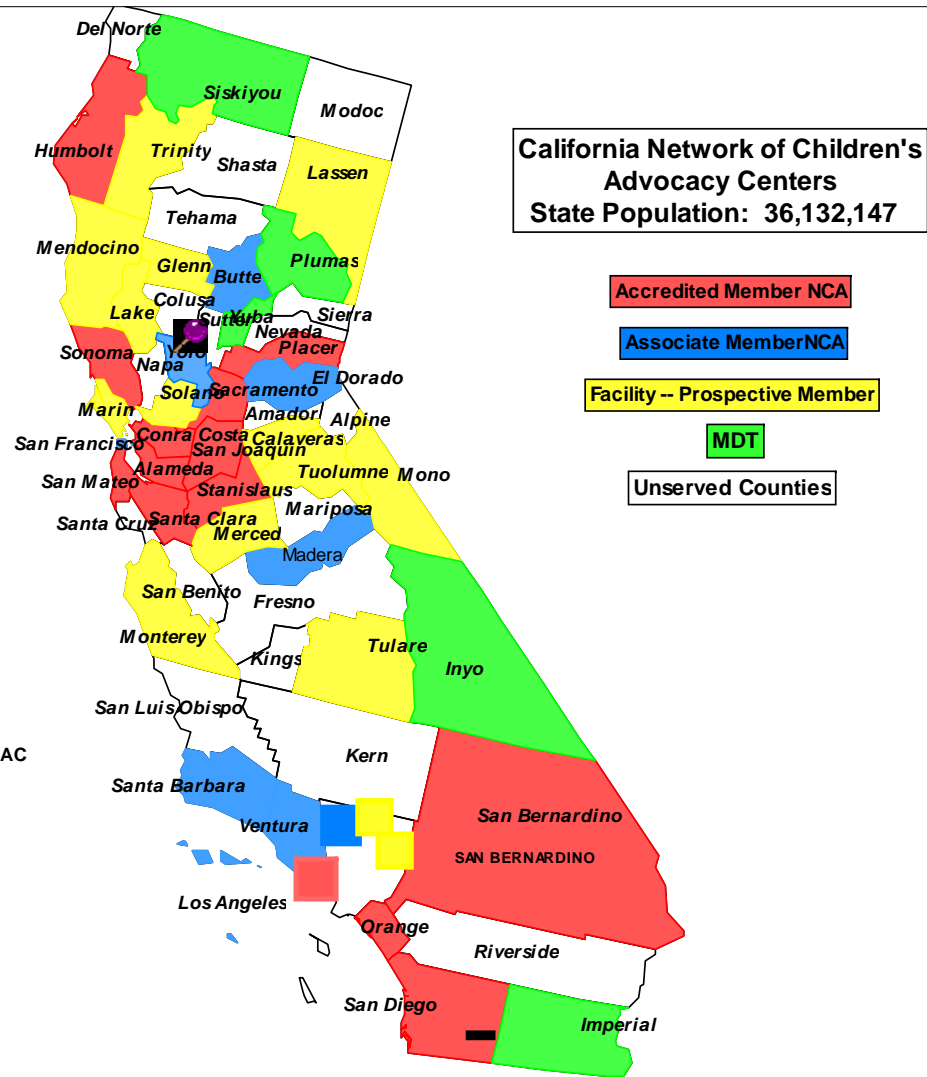 Del Norte
Siskiyou
Modoc
Humbolt
Trinity
Shasta
Lassen
California Network of Children's
Advocacy Centers
State Population: 36,132,147
Tehama
Mendocino
Glenn
Butte
Plumas
Accredited Member NCA
Colusa
Lake
Sutter
Yuba
Sierra
Nevada
Associate MemberNCA
Sonoma
Yolo
Placer
Napa
El Dorado
Solano
Sacramento
Facility -- Prospective Member
Marin
Amador
Alpine
San Francisco
Conra Costa
Calaveras
MDT
San Joaquin
Alameda
Tuolumne
Mono
San Mateo
Stanislaus
Unserved Counties
Mariposa
Santa Cruz
Santa Clara
Merced
Madera
San Benito
Fresno
Monterey
Tulare
Kings
Inyo
San Luis Obispo
AC
Kern
Santa Barbara
San Bernardino
Ventura
SAN BERNARDINO
Los Angeles
Orange
Riverside
San Diego
Imperial